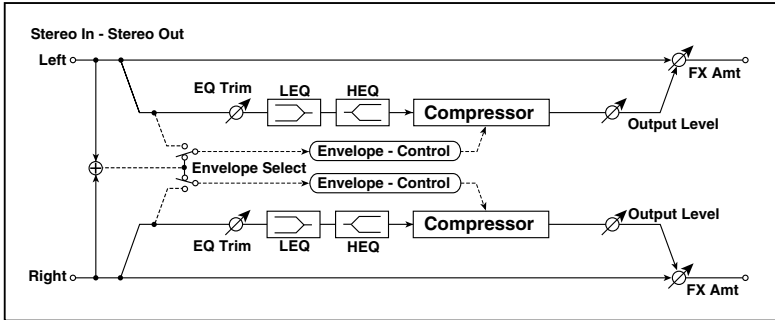 Stereo In - Stereo Out
Left
FX Amt
EQ Trim
LEQ
HEQ
Compressor
Output Level
Envelope - Control
Envelope Select
Envelope - Control
Output Level
Compressor
EQ Trim
LEQ
HEQ
Right
FX Amt